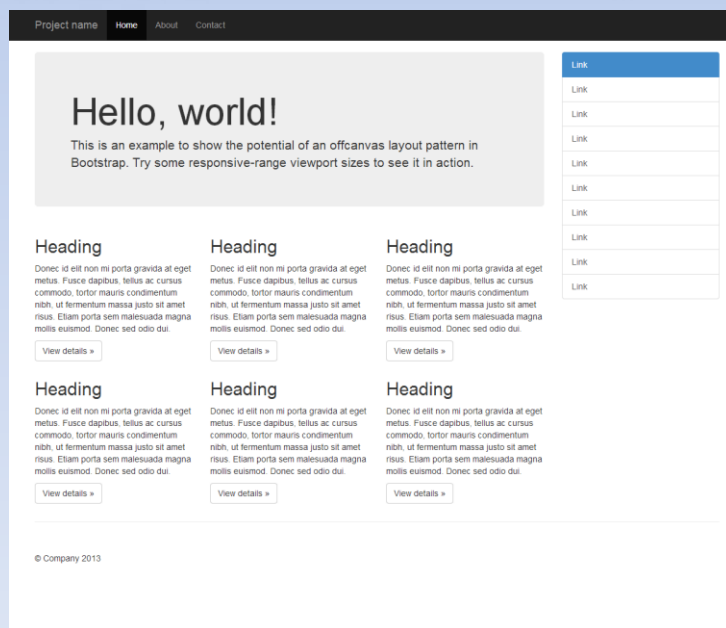 Project name Home About Contact
Hello, world!
This is an example to show the potential of an offcanvas layout pattern in
Bootstrap. Try some responsive-range viewport sizes to see it in action.
Heading
Donec id elit non mi porta gravida at eget
metus. Fusce dapibus, tellus ac cursus
commodo, tortor mauris condimentum
nibh, ut fermentum massa justo sit amet
risus. Etiam porta sem malesuada magna
mollis euismod. Donec sed odio dui.
View details »
Heading
Donec id elit non mi porta gravida at eget
metus. Fusce dapibus, tellus ac cursus
commodo, tortor mauris condimentum
nibh, ut fermentum massa justo sit amet
risus. Etiam porta sem malesuada magna
mollis euismod. Donec sed odio dui.
View details »
Heading
Donec id elit non mi porta gravida at eget
metus. Fusce dapibus, tellus ac cursus
commodo, tortor mauris condimentum
nibh, ut fermentum massa justo sit amet
risus. Etiam porta sem malesuada magna
mollis euismod. Donec sed odio dui.
View details »
Heading
Donec id elit non mi porta gravida at eget
metus. Fusce dapibus, tellus ac cursus
commodo, tortor mauris condimentum
nibh, ut fermentum massa justo sit amet
risus. Etiam porta sem malesuada magna
mollis euismod. Donec sed odio dui.
View details »
Heading
Donec id elit non mi porta gravida at eget
metus. Fusce dapibus, tellus ac cursus
commodo, tortor mauris condimentum
nibh, ut fermentum massa justo sit amet
risus. Etiam porta sem malesuada magna
mollis euismod. Donec sed odio dui.
View details »
Heading
Donec id elit non mi porta gravida at eget
metus. Fusce dapibus, tellus ac cursus
commodo, tortor mauris condimentum
nibh, ut fermentum massa justo sit amet
risus. Etiam porta sem malesuada magna
mollis euismod. Donec sed odio dui.
View details »
Link
Link
Link
Link
Link
Link
Link
Link
Link
Link
© Company 2013